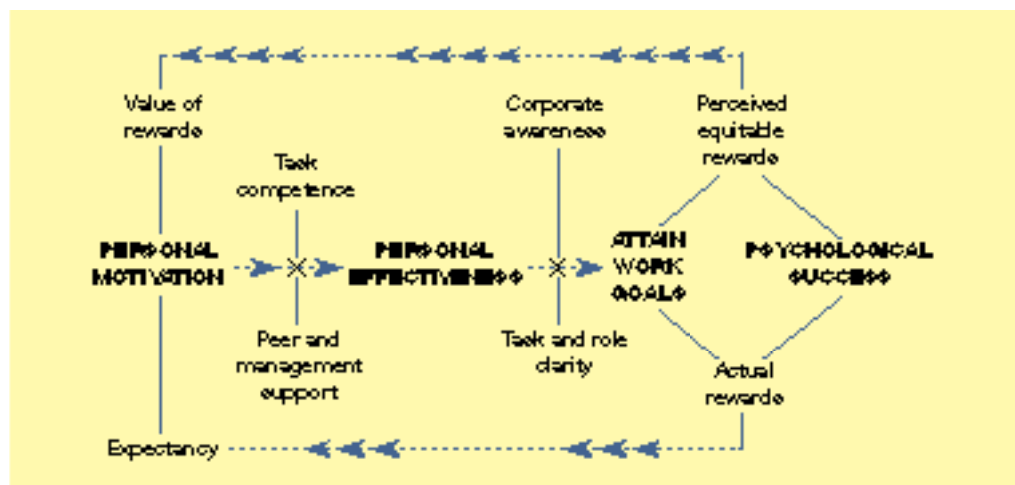 Value of
rewards
Corporate
awareness
Perceived
equitable
rewards
Task
competence
PERSONAL
MOTIVATION
PERSONAL
EFFECTIVENESS
ATTAIN
WORK
GOALS
PSYCHOLOGICAL
SUCCESS
Peer and
management
support
Task and role
clarity
Actual
rewards
Expectancy